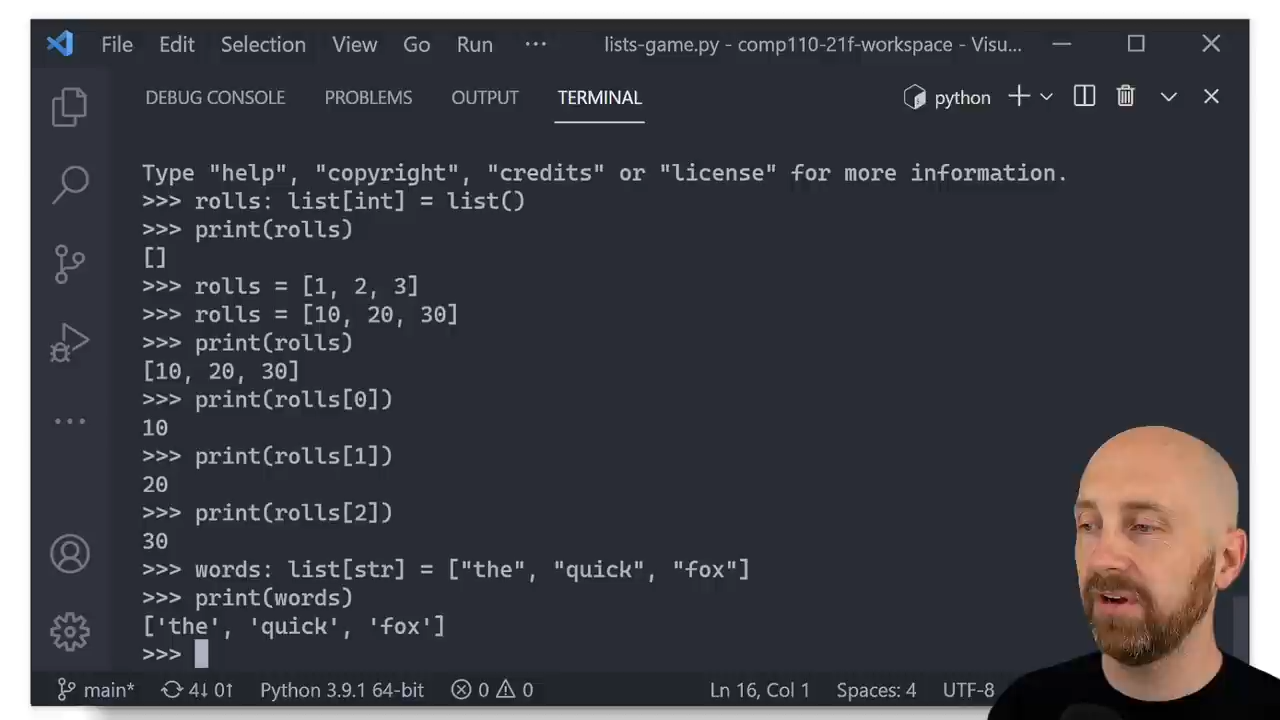 File Edit Selection View Go Run ··· lists-game.py - comp110-21f-workspace - Visu...
DEBUG CONSOLE PROBLEMS OUTPUT TERMINAL python
Type "help", "copyright", "credits" or "license" for more information.
>>> rolls: list[int] = list()
>>> print(rolls)
[]
>>> rolls = [1, 2, 3]
>>> rolls = [10, 20, 30]
>>> print(rolls)
[10, 20, 30]
>>> print(rolls[0])
10
>>> print(rolls[1])
20
>>> print(rolls[2])
30
>>> words: list[str] = ["the", "quick", "fox"]
>>> print(words)
['the', 'quick', 'fox']
>>>
main* 4↓ 0↑ Python 3.9.1 64-bit 0 0 Ln 16, Col 1 Spaces: 4 UTF-8